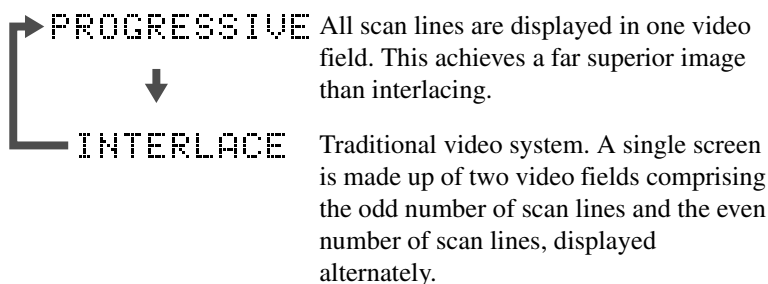 PROGRESSIVE All scan lines are displayed in one video
field. This achieves a far superior image
than interlacing.
INTERLACE Traditional video system. A single screen
is made up of two video fields comprising
the odd number of scan lines and the even
number of scan lines, displayed
alternately.